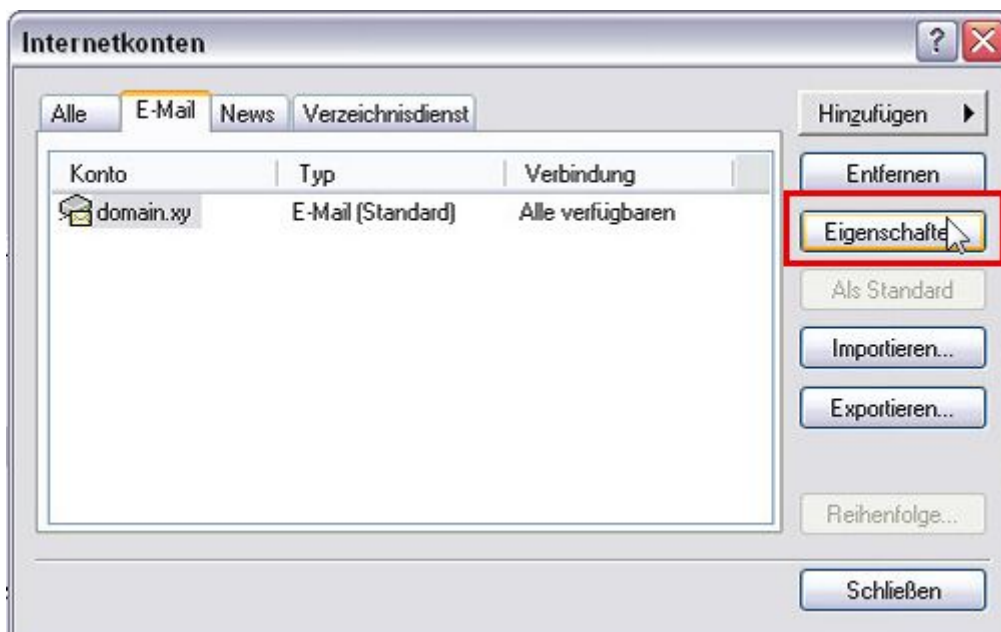 Internetkonten
Alle E-Mail News Verzeichnisdienst
Konto Typ Verbindung
domain.xy E-Mail (Standard) Alle verfügbaren
Hinzufügen
Entfernen
Eigenschafte
Als Standard
Importieren...
Exportieren...
Reihenfolge...
Schließen